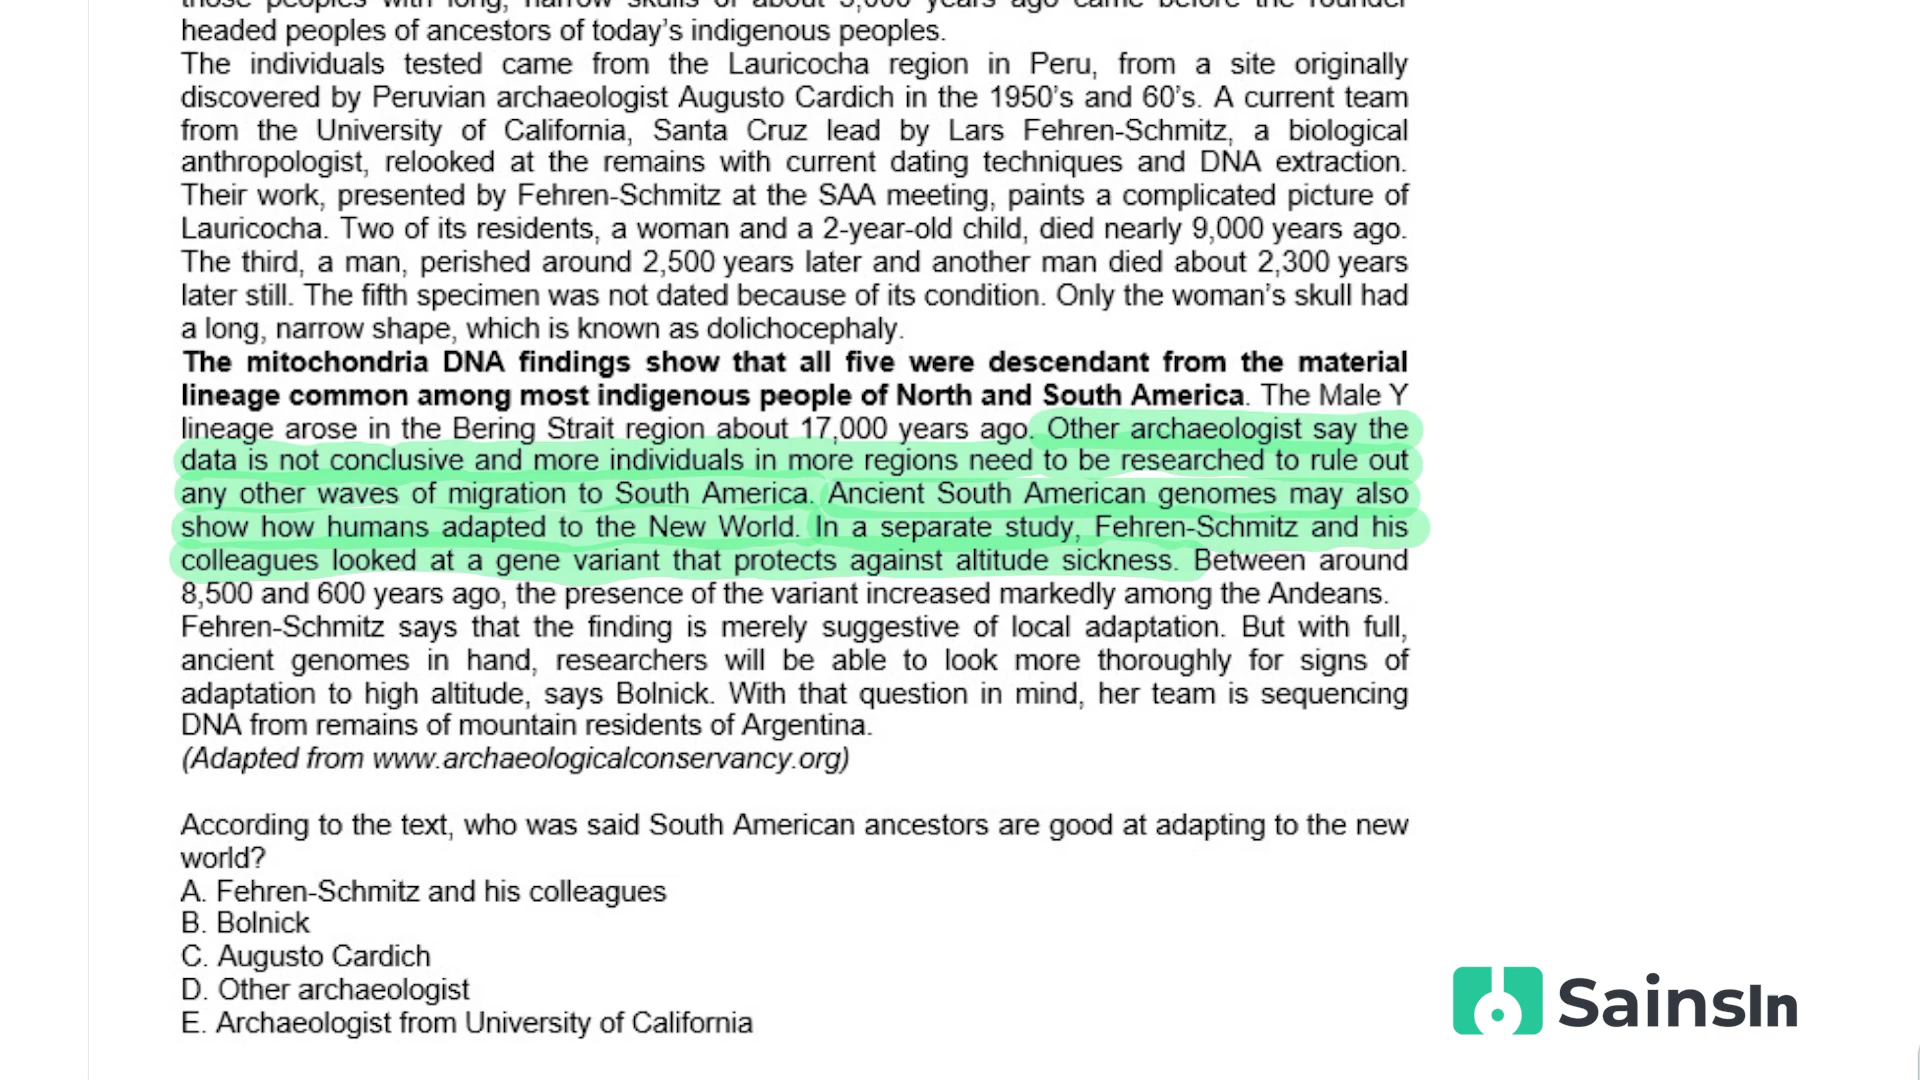 those peoples with long, narrow skulls of about 5,000 years ago came before the rounder
headed peoples of ancestors of today's indigenous peoples.
The individuals tested came from the Lauricocha region in Peru, from a site originally
discovered by Peruvian archaeologist Augusto Cardich in the 1950's and 60's. A current team
from the University of California, Santa Cruz lead by Lars Fehren-Schmitz, a biological
anthropologist, relooked at the remains with current dating techniques and DNA extraction.
Their work, presented by Fehren-Schmitz at the SAA meeting, paints a complicated picture of
Lauricocha. Two of its residents, a woman and a 2-year-old child, died nearly 9,000 years ago.
The third, a man, perished around 2,500 years later and another man died about 2,300 years
later still. The fifth specimen was not dated because of its condition. Only the woman's skull had
a long, narrow shape, which is known as dolichocephaly.
The mitochondria DNA findings show that all five were descendant from the material
lineage common among most indigenous people of North and South America. The Male Y
lineage arose in the Bering Strait region about 17,000 years ago. Other archaeologist say the
data is not conclusive and more individuals in more regions need to be researched to rule out
any other waves of migration to South America. Ancient South American genomes may also
show how humans adapted to the New World. In a separate study, Fehren-Schmitz and his
colleagues looked at a gene variant that protects against altitude sickness. Between around
8,500 and 600 years ago, the presence of the variant increased markedly among the Andeans.
Fehren-Schmitz says that the finding is merely suggestive of local adaptation. But with full,
ancient genomes in hand, researchers will be able to look more thoroughly for signs of
adaptation to high altitude, says Bolnick. With that question in mind, her team is sequencing
DNA from remains of mountain residents of Argentina.
(Adapted from www.archaeologicalconservancy.org)
According to the text, who was said South American ancestors are good at adapting to the new
world?
A. Fehren-Schmitz and his colleagues
B. Bolnick
C. Augusto Cardich
D. Other archaeologist
E. Archaeologist from University of California
SainsIn